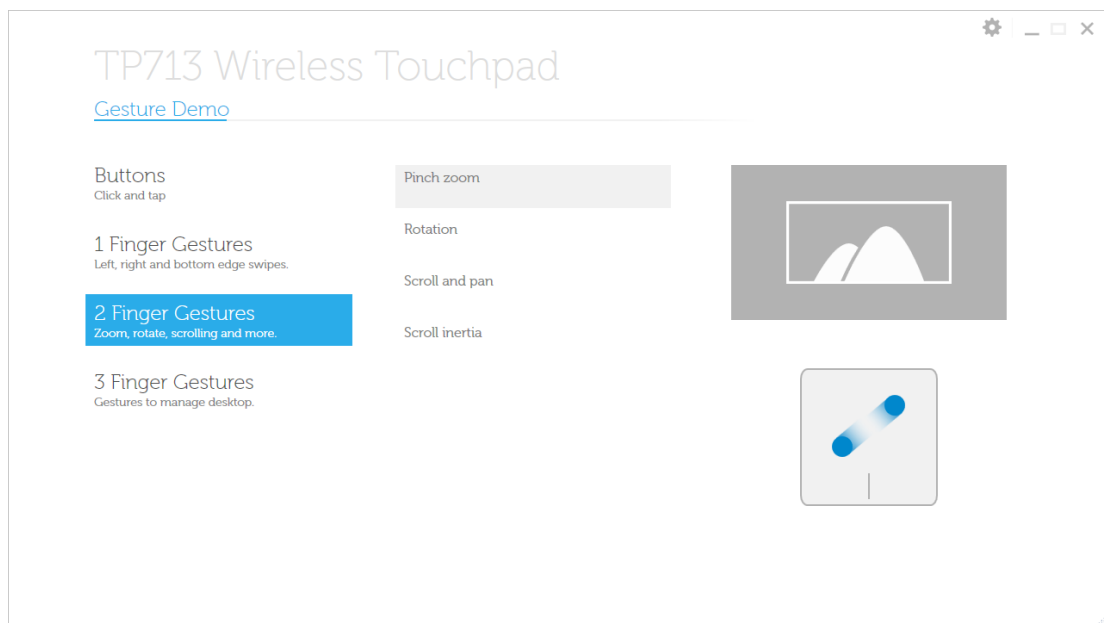 TP713 Wireless Touchpad
Gesture Demo
Buttons
Click and tap
1 Finger Gestures
Left, right and bottom edge swipes.
2 Finger Gestures
Zoom, rotate, scrolling and more.
3 Finger Gestures
Gestures to manage desktop.
Pinch zoom
Rotation
Scroll and pan
Scroll inertia